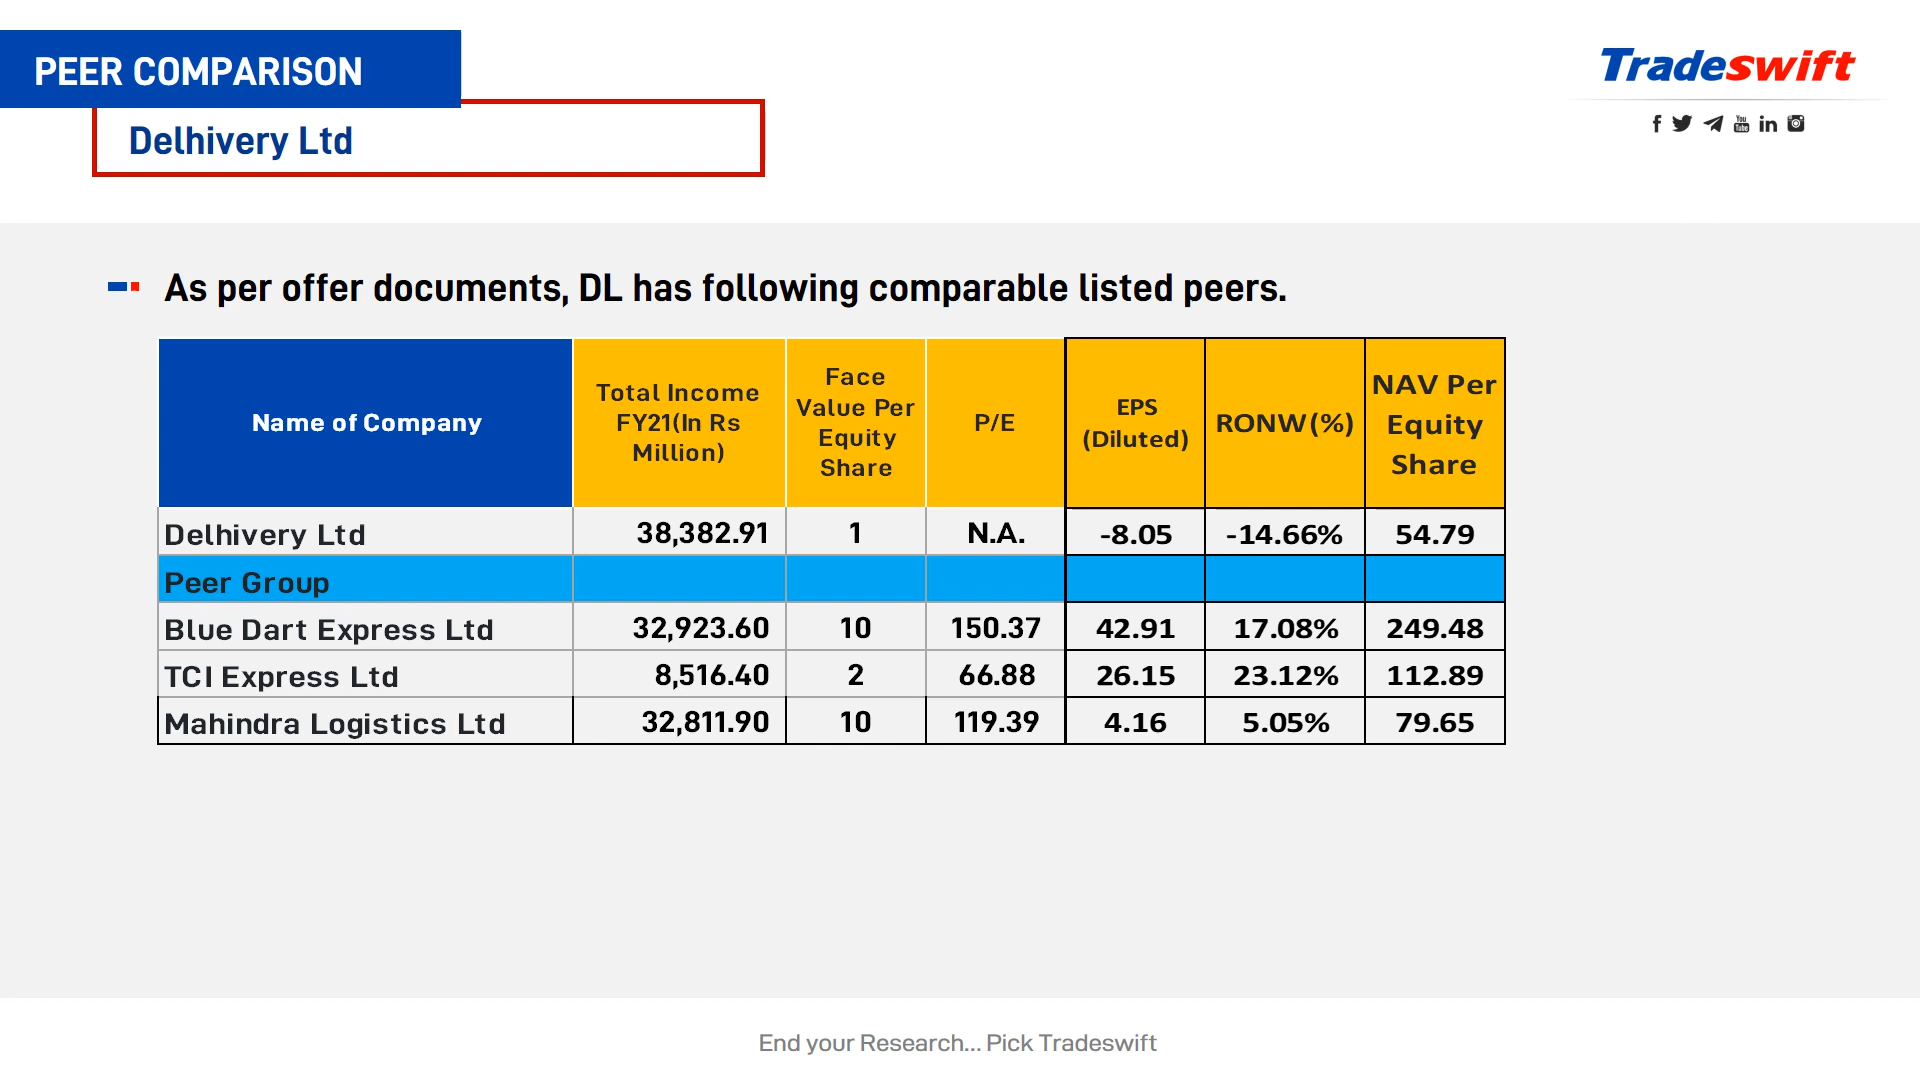 PEER COMPARISON
Delhivery Ltd
Tradeswift
As per offer documents, DL has following comparable listed peers.
Name of Company
Total Income
FY21(In Rs
Million)
Face
Value Per
Equity
Share
P/E
EPS
(Diluted)
RONW(%)
NAV Per
Equity
Share
Delhivery Ltd 38,382.91 1 N.A. -8.05 -14.66% 54.79
Peer Group
Blue Dart Express Ltd 32,923.60 10 150.37 42.91 17.08% 249.48
TCI Express Ltd 8,516.40 2 66.88 26.15 23.12% 112.89
Mahindra Logistics Ltd 32,811.90 10 119.39 4.16 5.05% 79.65
End your Research... Pick Tradeswift